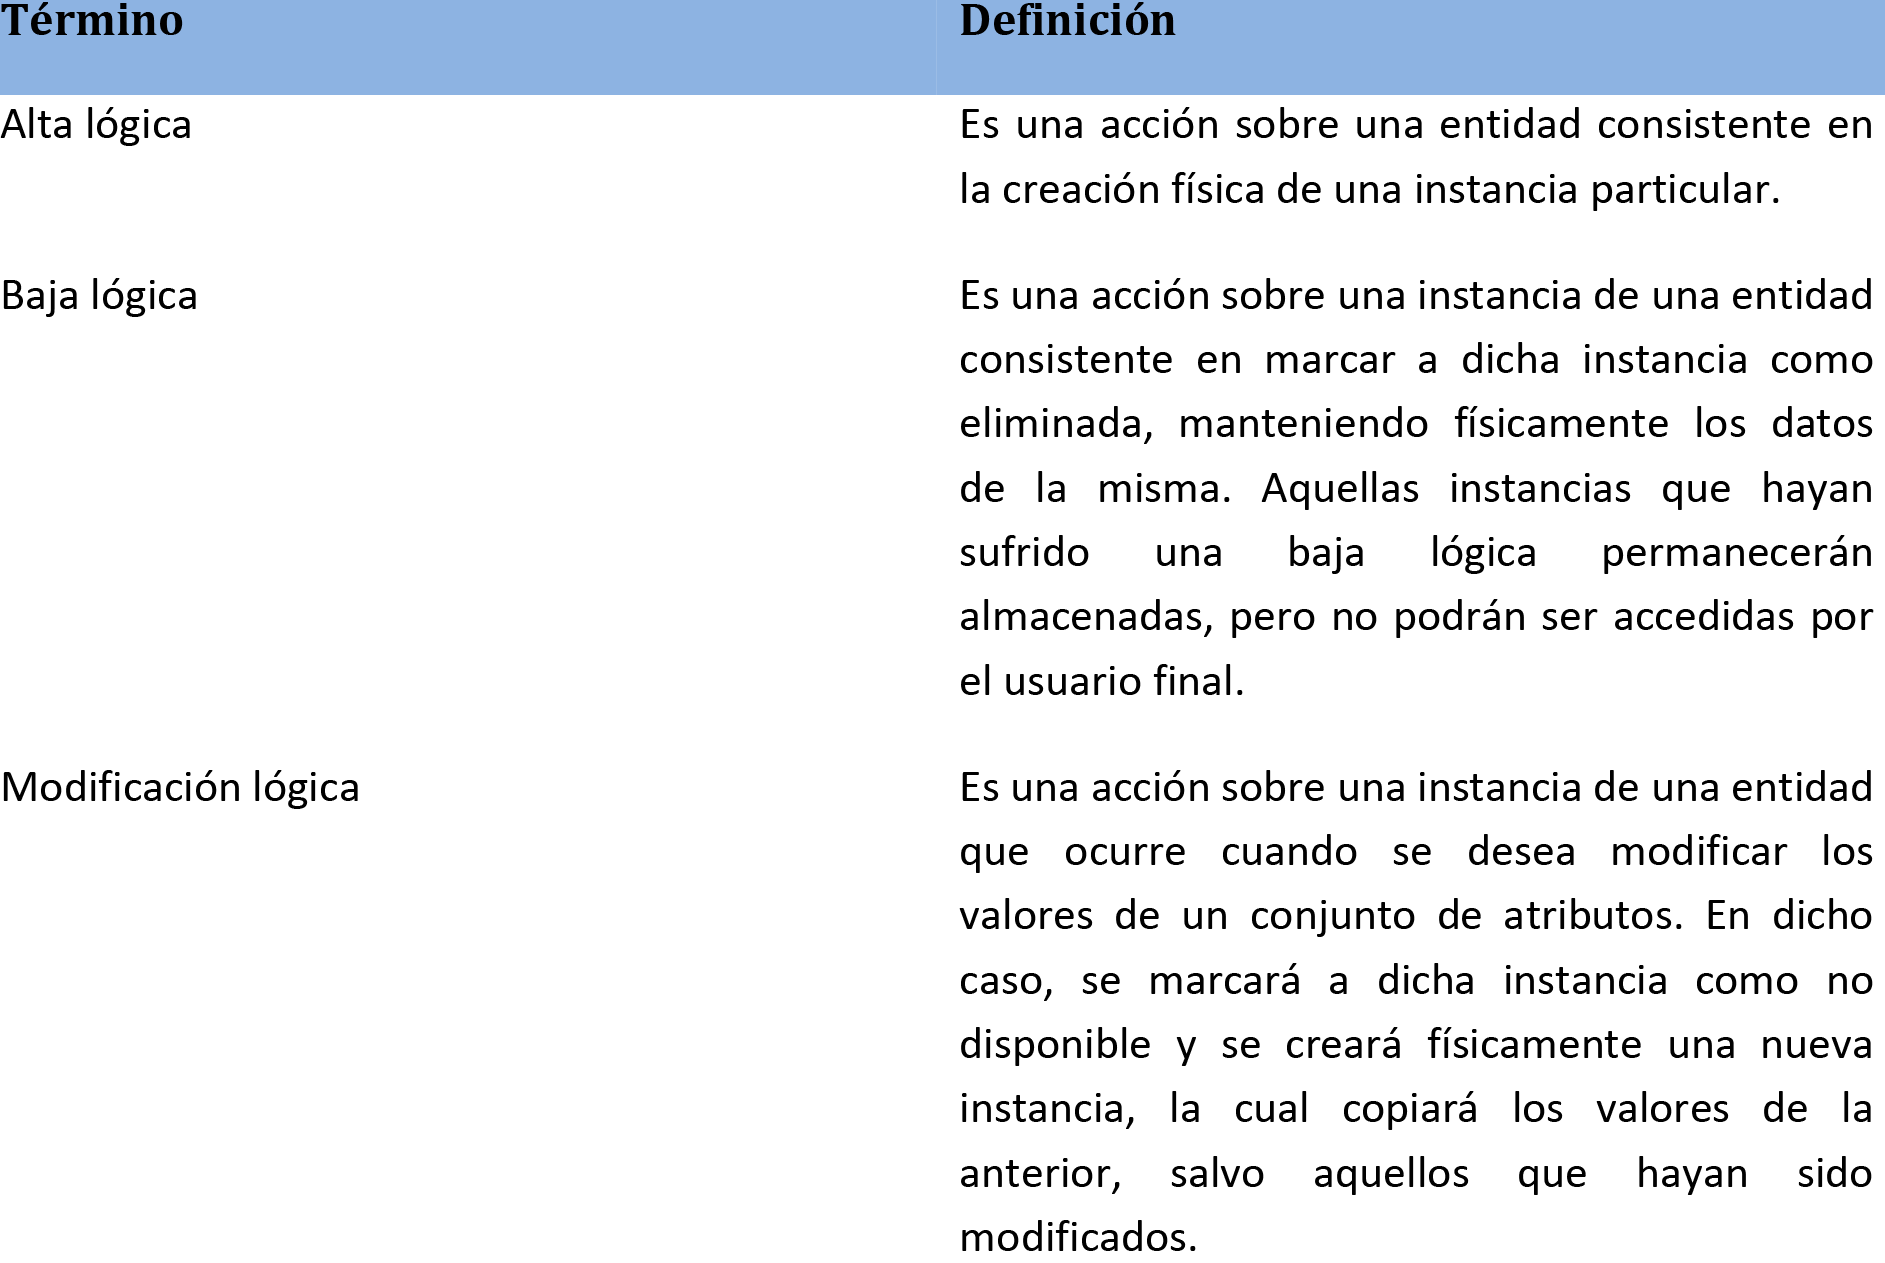 Término Definición
Alta lógica Es una acción sobre una entidad consistente en
la creación física de una instancia particular.
Baja lógica Es una acción sobre una instancia de una entidad
consistente en marcar a dicha instancia como
eliminada, manteniendo físicamente los datos
de la misma. Aquellas instancias que hayan
sufrido una baja lógica permanecerán
almacenadas, pero no podrán ser accedidas por
el usuario final.
Modificación lógica Es una acción sobre una instancia de una entidad
que ocurre cuando se desea modificar los
valores de un conjunto de atributos. En dicho
caso, se marcará a dicha instancia como no
disponible y se creará físicamente una nueva
instancia, la cual copiará los valores de la
anterior, salvo aquellos que hayan sido
modificados.